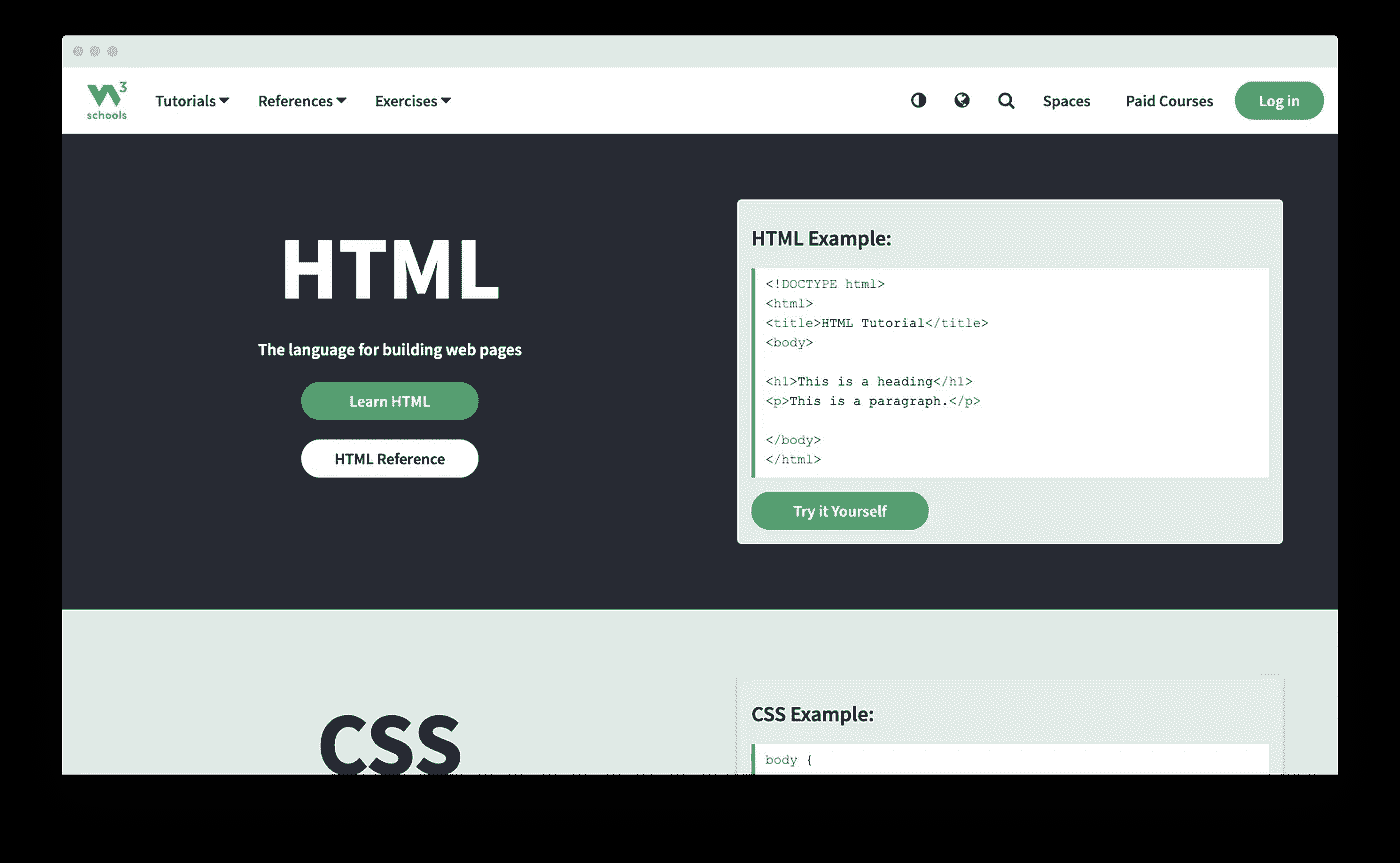 W3
schools
Tutorials References Exercises Spaces Paid Courses Log in
HTML
The language for building web pages
Learn HTML
HTML Reference
HTML Example:
<!DOCTYPE html>
<html>
<title>HTML Tutorial</title>
<body>
<h1>This is a heading</h1>
<p>This is a paragraph.</p>
</body>
</html>
Try it Yourself
CSS
CSS Example:
body {